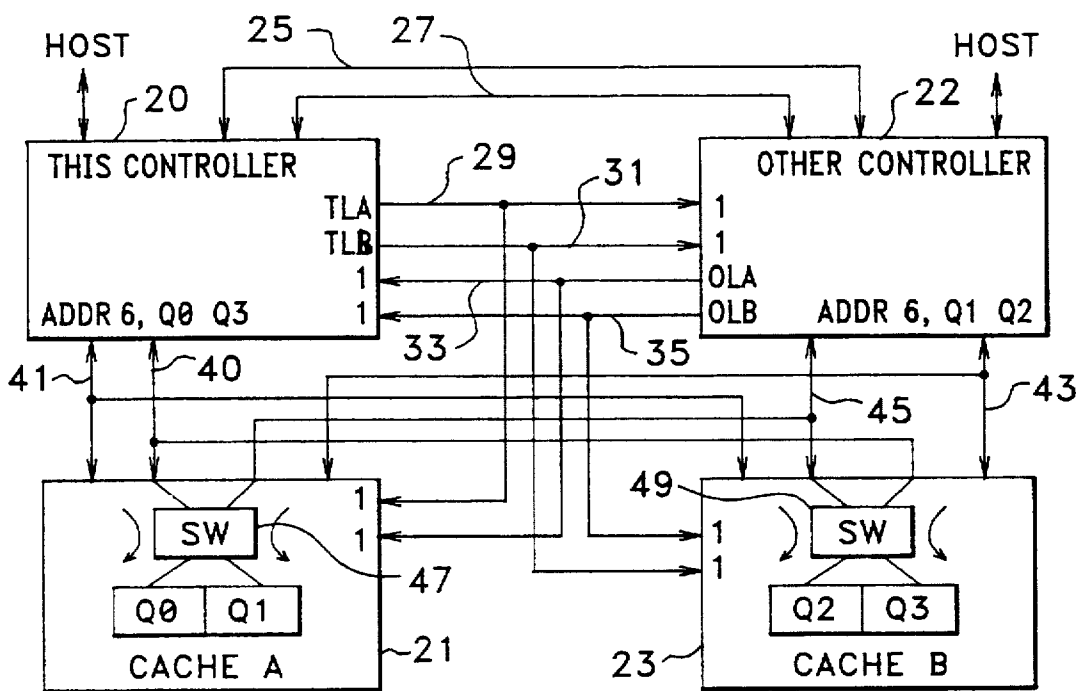 HOST
25
27
HOST
20
22
THIS CONTROLLER
OTHER CONTROLLER
29
31
TLA
1
TLB
1
1
OLA
ADDR 6, Q0 Q3
1
OLB
ADDR 6, Q1 Q2
33
35
41
40
45
43
1
49
SW
1
1
SW
47
1
Q0
Q1
Q2
Q3
CACHE A
21
23
CACHE B